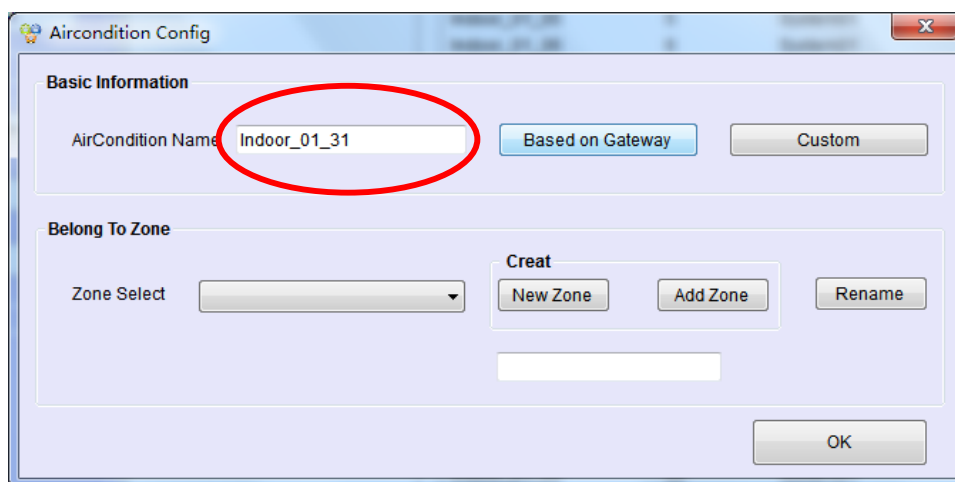 Aircondition Config
Basic Information
AirCondition Name Indoor_01_31 Based on Gateway Custom
Belong To Zone
Creat
Zone Select New Zone Add Zone Rename
OK